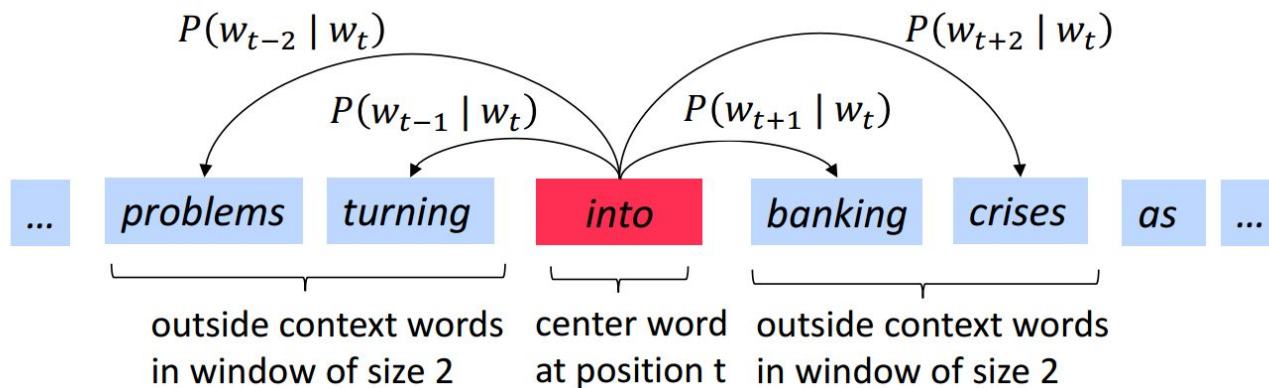 P(w_{t−2} | w_t) P(w_{t+2} | w_t)
P(w_{t−1} | w_t) P(w_{t+1} | w_t)
... problems turning into banking crises as ...
outside context words center word outside context words
in window of size 2 at position t in window of size 2